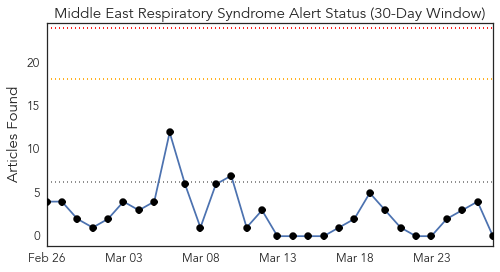 Middle East Respiratory Syndrome Alert Status (30-Day Window)
Articles Found
20
15
10
5
0
Feb 26 Mar 03 Mar 08 Mar 13 Mar 18 Mar 23